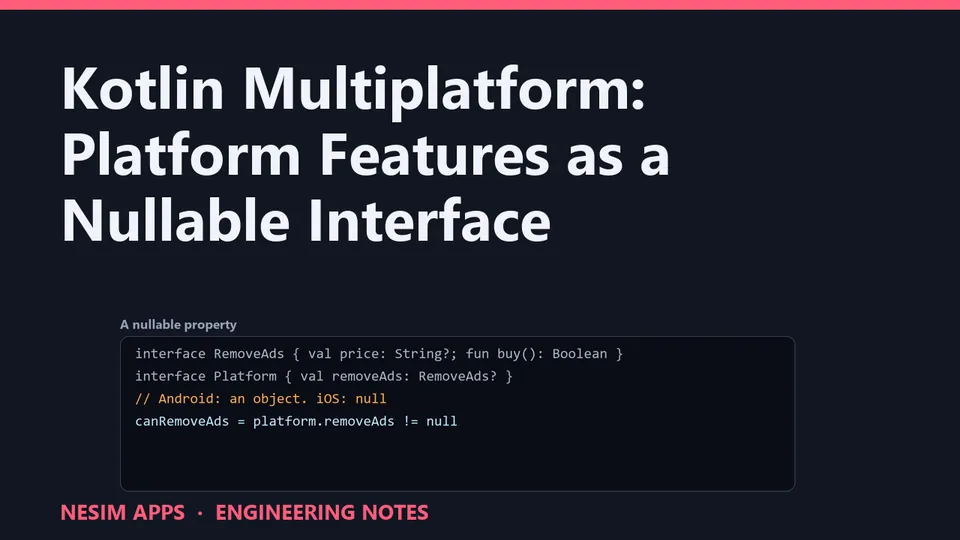 Kotlin Multiplatform:
Platform Features as a
Nullable Interface
A nullable property
interface RemoveAds { val price: String?; fun buy(): Boolean }
interface Platform { val removeAds: RemoveAds? }
// Android: an object. iOS: null
canRemoveAds = platform.removeAds != null
NESIM APPS · ENGINEERING NOTES